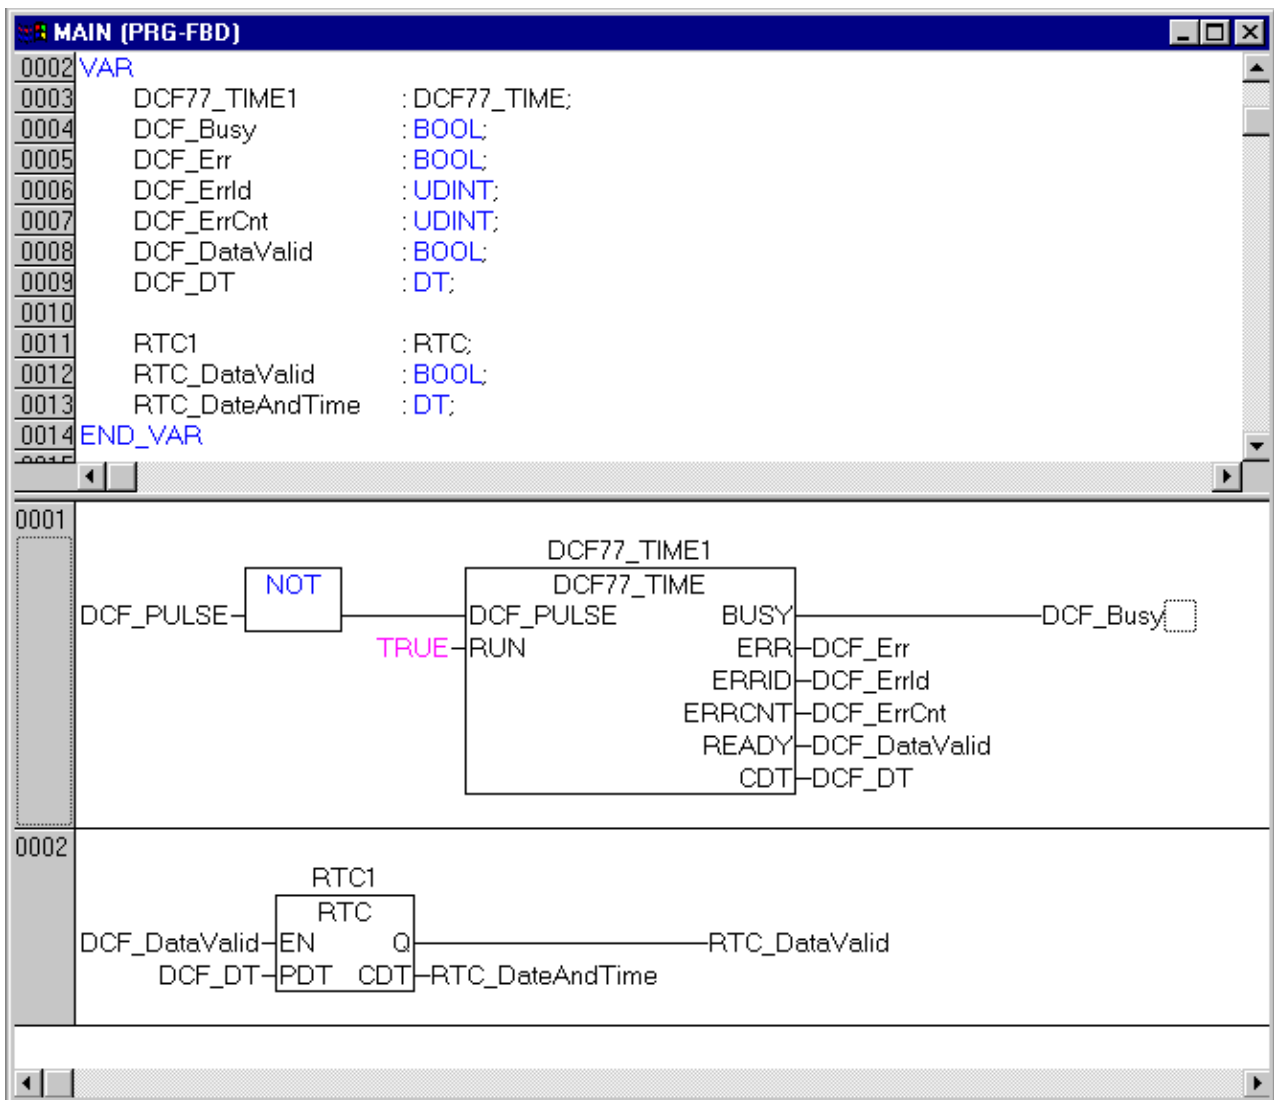 MAIN (PRG-FBD)
0002 VAR
0003 DCF77_TIME1 : DCF77_TIME;
0004 DCF_Busy : BOOL;
0005 DCF_Err : BOOL;
0006 DCF_ErrId : UDINT;
0007 DCF_ErrCnt : UDINT;
0008 DCF_DataValid : BOOL;
0009 DCF_DT : DT;
0010
0011 RTC1 : RTC;
0012 RTC_DataValid : BOOL;
0013 RTC_DateAndTime : DT;
0014 END_VAR
0001
DCF77_TIME1
NOT DCF77_TIME
DCF_PULSE DCF_PULSE BUSY DCF_Busy
TRUE RUN ERR DCF_Err
ERRID DCF_ErrId
ERRCNT DCF_ErrCnt
READY DCF_DataValid
CDT DCF_DT
0002
RTC1
RTC
DCF_DataValid EN Q RTC_DataValid
DCF_DT PDT CDT RTC_DateAndTime